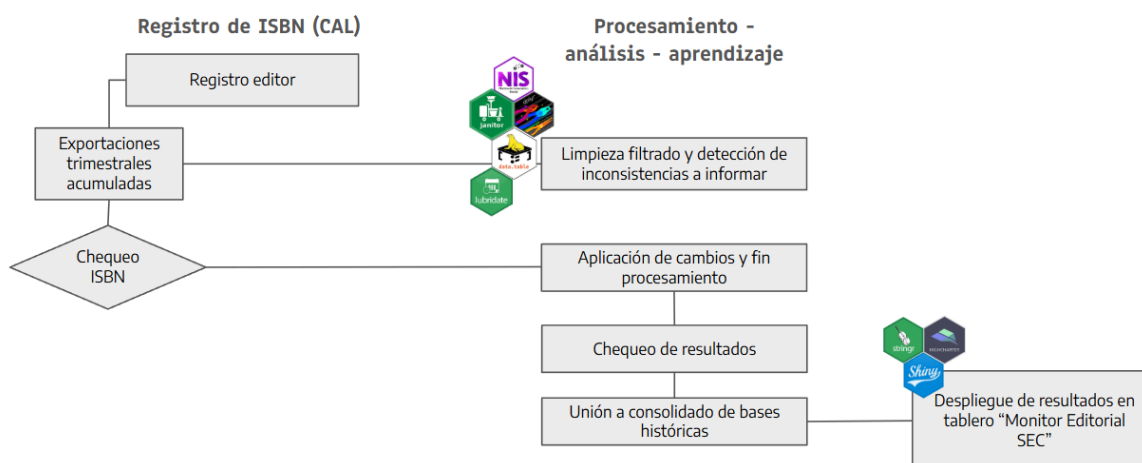 Registro de ISBN (CAL)
Procesamiento -
análisis - aprendizaje
Registro editor
NIS
janitor
Exportaciones
trimestrales
acumuladas
data.table
Limpieza filtrado y detección de
inconsistencias a informar
lubridate
Chequeo
ISBN
Aplicación de cambios y fin
procesamiento
Chequeo de resultados
stringr
Shiny
Unión a consolidado de bases
históricas
Despliegue de resultados en
tablero “Monitor Editorial
SEC”